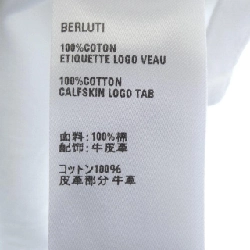 BERLUTI
100%COTON
ETIQUETTE LOGO VEAU
100%COTTON
CALFSKIN LOGO TAB
面料：100%棉
配饰：牛皮革
コットン100%
皮革部分 牛革